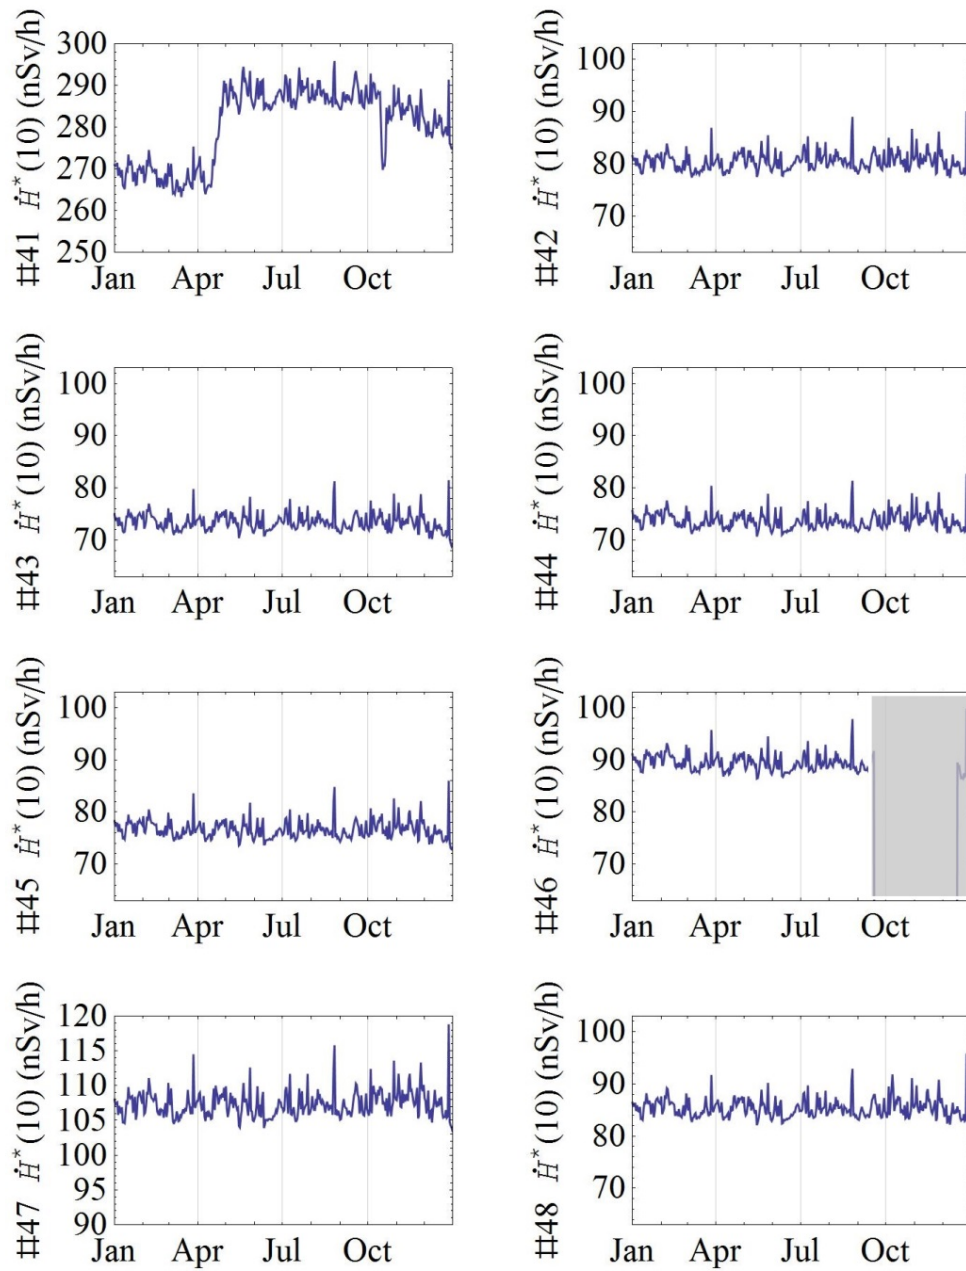 #41 Ḣ*(10) (nSv/h)
300
290
280
270
260
250
Jan Apr Jul Oct
#42 Ḣ*(10) (nSv/h)
100
90
80
70
Jan Apr Jul Oct
#43 Ḣ*(10) (nSv/h)
100
90
80
70
Jan Apr Jul Oct
#44 Ḣ*(10) (nSv/h)
100
90
80
70
Jan Apr Jul Oct
#45 Ḣ*(10) (nSv/h)
100
90
80
70
Jan Apr Jul Oct
#46 Ḣ*(10) (nSv/h)
100
90
80
70
Jan Apr Jul Oct
#47 Ḣ*(10) (nSv/h)
120
115
110
105
100
95
90
Jan Apr Jul Oct
#48 Ḣ*(10) (nSv/h)
100
90
80
70
Jan Apr Jul Oct